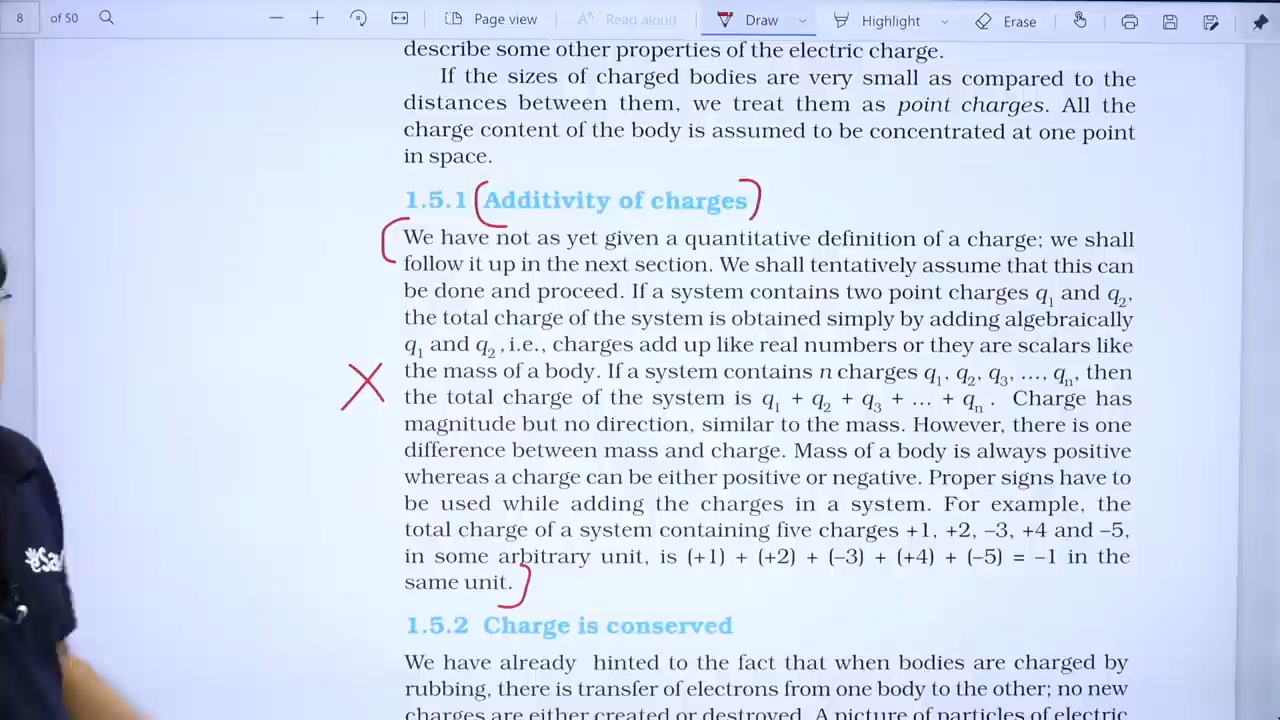 8 of 50 Page view Read aloud Draw Highlight Erase
describe some other properties of the electric charge.
If the sizes of charged bodies are very small as compared to the
distances between them, we treat them as point charges. All the
charge content of the body is assumed to be concentrated at one point
in space.
1.5.1 Additivity of charges
We have not as yet given a quantitative definition of a charge; we shall
follow it up in the next section. We shall tentatively assume that this can
be done and proceed. If a system contains two point charges q₁ and q₂,
the total charge of the system is obtained simply by adding algebraically
q₁ and q₂ , i.e., charges add up like real numbers or they are scalars like
the mass of a body. If a system contains n charges q₁, q₂, q₃, ..., qₙ, then
the total charge of the system is q₁ + q₂ + q₃ + ... + qₙ . Charge has
magnitude but no direction, similar to the mass. However, there is one
difference between mass and charge. Mass of a body is always positive
whereas a charge can be either positive or negative. Proper signs have to
be used while adding the charges in a system. For example, the
total charge of a system containing five charges +1, +2, –3, +4 and –5,
in some arbitrary unit, is (+1) + (+2) + (–3) + (+4) + (–5) = –1 in the
same unit.
1.5.2 Charge is conserved
We have already hinted to the fact that when bodies are charged by
rubbing, there is transfer of electrons from one body to the other; no new
charges are either created or destroyed. A picture of particles of electric